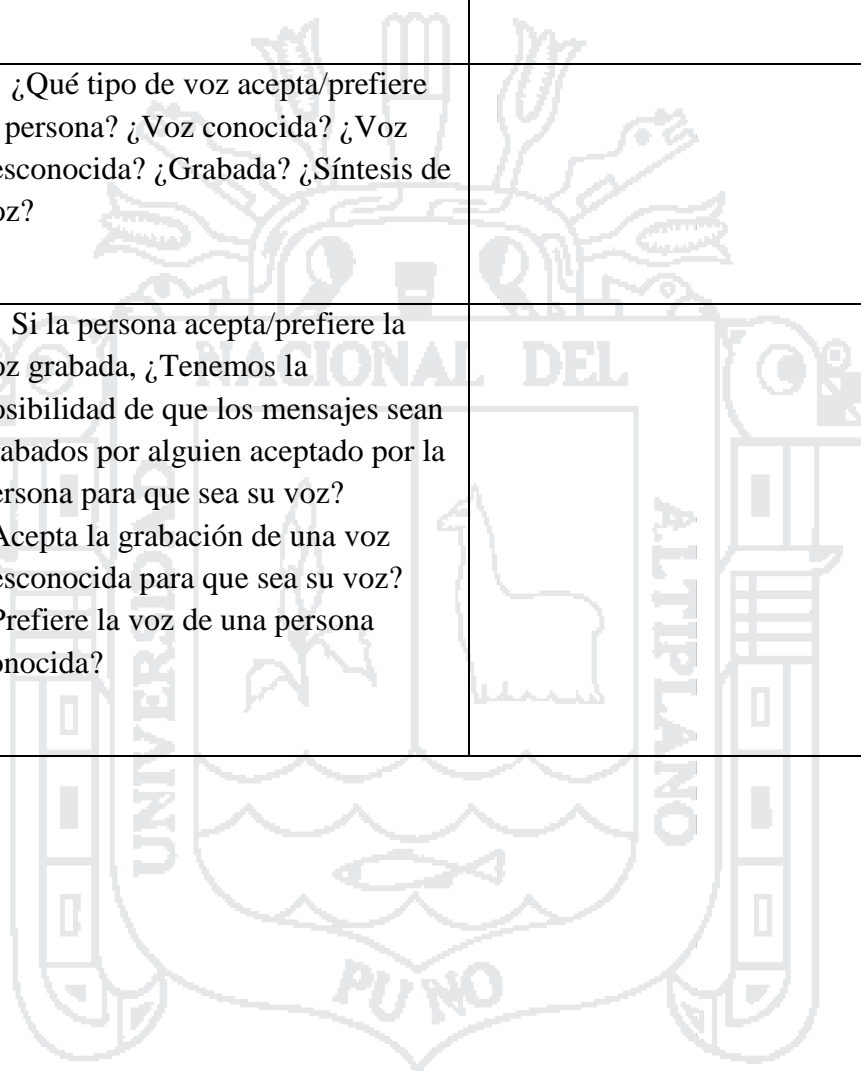 ¿Qué tipo de voz acepta/prefiere
persona? ¿Voz conocida? ¿Voz
esconocida? ¿Grabada? ¿Síntesis de
oz?
Si la persona acepta/prefiere la
oz grabada, ¿Tenemos la
osibilidad de que los mensajes sean
abados por alguien aceptado por la
ersona para que sea su voz?
Acepta la grabación de una voz
esconocida para que sea su voz?
Prefiere la voz de una persona
onocida?
UNIVERSIDAD
NACIONAL DEL
ALTIPLANO
PUNO